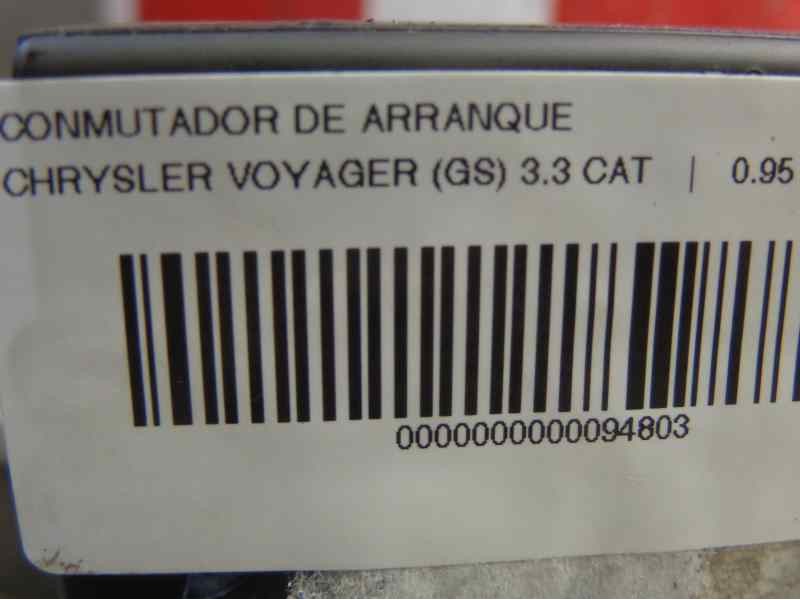 CONMUTADOR DE ARRANQUE
CHRYSLER VOYAGER (GS) 3.3 CAT | 0.95
0000000000094803